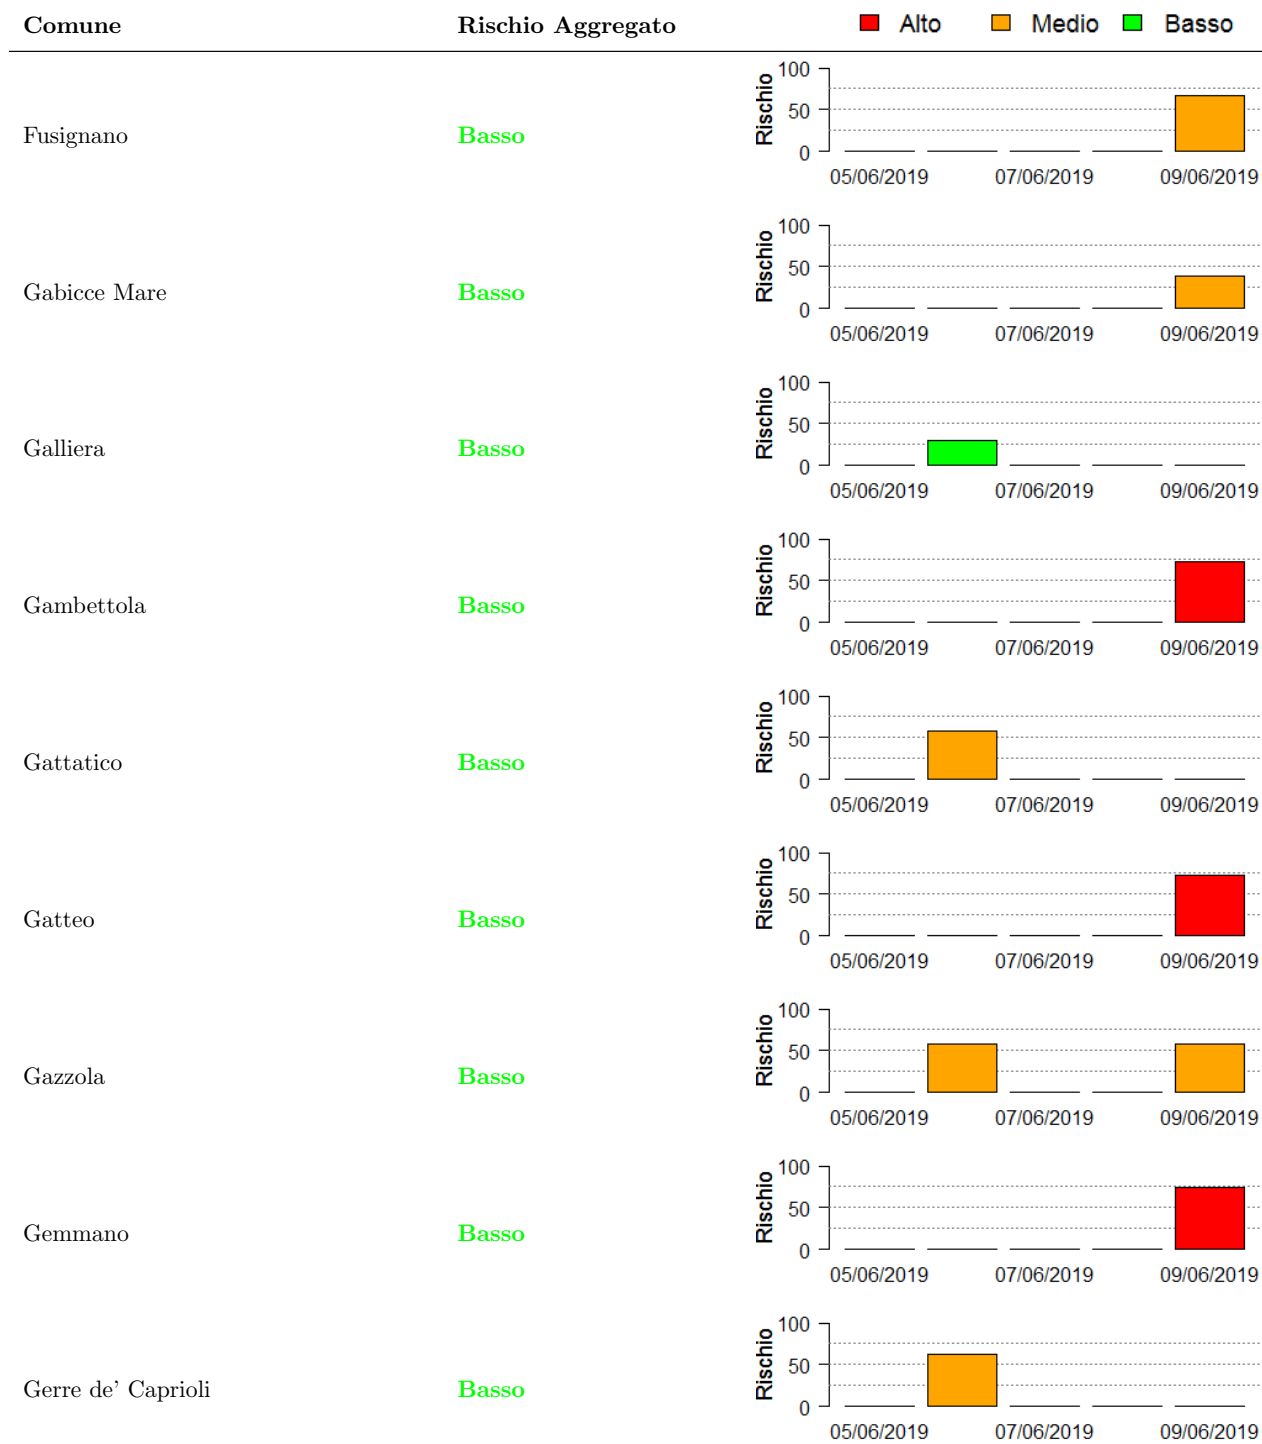 Comune Rischio Aggregato Alto Medio Basso
Fusignano Basso Rischio 100 50 0
05/06/2019 07/06/2019 09/06/2019
Gabicce Mare Basso Rischio 100 50 0
05/06/2019 07/06/2019 09/06/2019
Galliera Basso Rischio 100 50 0
05/06/2019 07/06/2019 09/06/2019
Gambettola Basso Rischio 100 50 0
05/06/2019 07/06/2019 09/06/2019
Gattatico Basso Rischio 100 50 0
05/06/2019 07/06/2019 09/06/2019
Gatteo Basso Rischio 100 50 0
05/06/2019 07/06/2019 09/06/2019
Gazzola Basso Rischio 100 50 0
05/06/2019 07/06/2019 09/06/2019
Gemmano Basso Rischio 100 50 0
05/06/2019 07/06/2019 09/06/2019
Gerre de' Caprioli Basso Rischio 100 50 0
05/06/2019 07/06/2019 09/06/2019